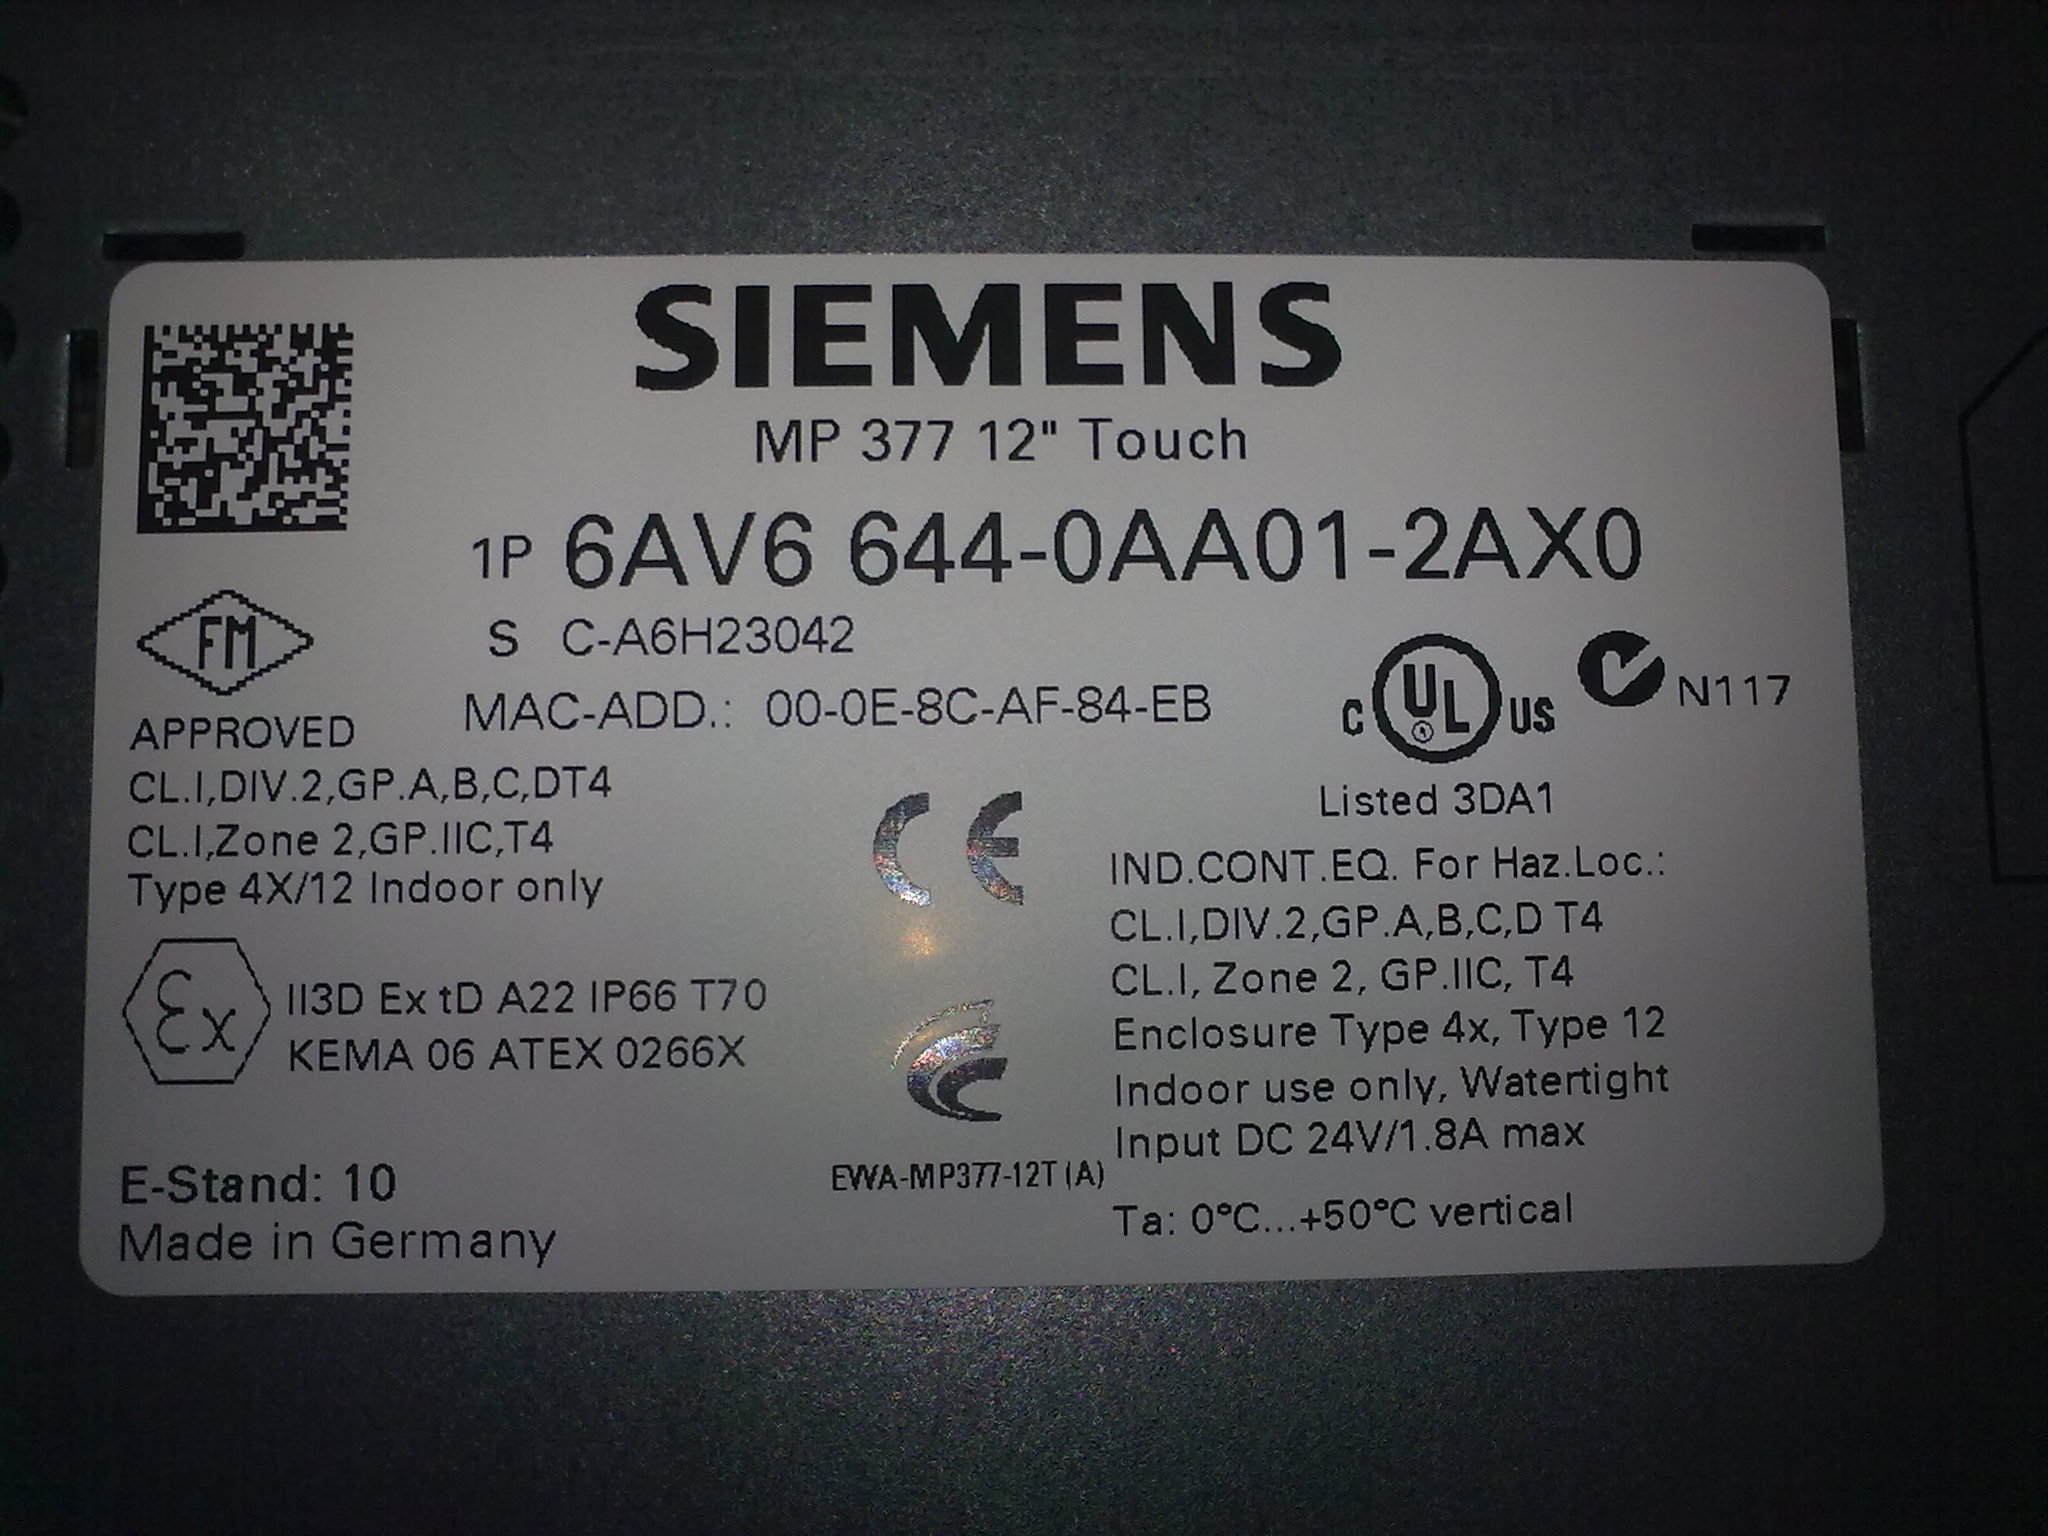 SIEMENS
MP 377 12" Touch
1P 6AV6 644-0AA01-2AX0
S C-A6H23042
MAC-ADD.: 00-0E-8C-AF-84-EB
FM
APPROVED
CL.I,DIV.2,GP.A,B,C,DT4
CL.I,Zone 2,GP.IIC,T4
Type 4X/12 Indoor only
Ex II3D Ex tD A22 IP66 T70
KEMA 06 ATEX 0266X
E-Stand: 10
Made in Germany
CE
EWA-MP377-12T (A)
C UL US N117
Listed 3DA1
IND.CONT.EQ. For Haz.Loc.:
CL.I,DIV.2,GP.A,B,C,D T4
CL.I, Zone 2, GP.IIC, T4
Enclosure Type 4x, Type 12
Indoor use only, Watertight
Input DC 24V/1.8A max
Ta: 0°C...+50°C vertical